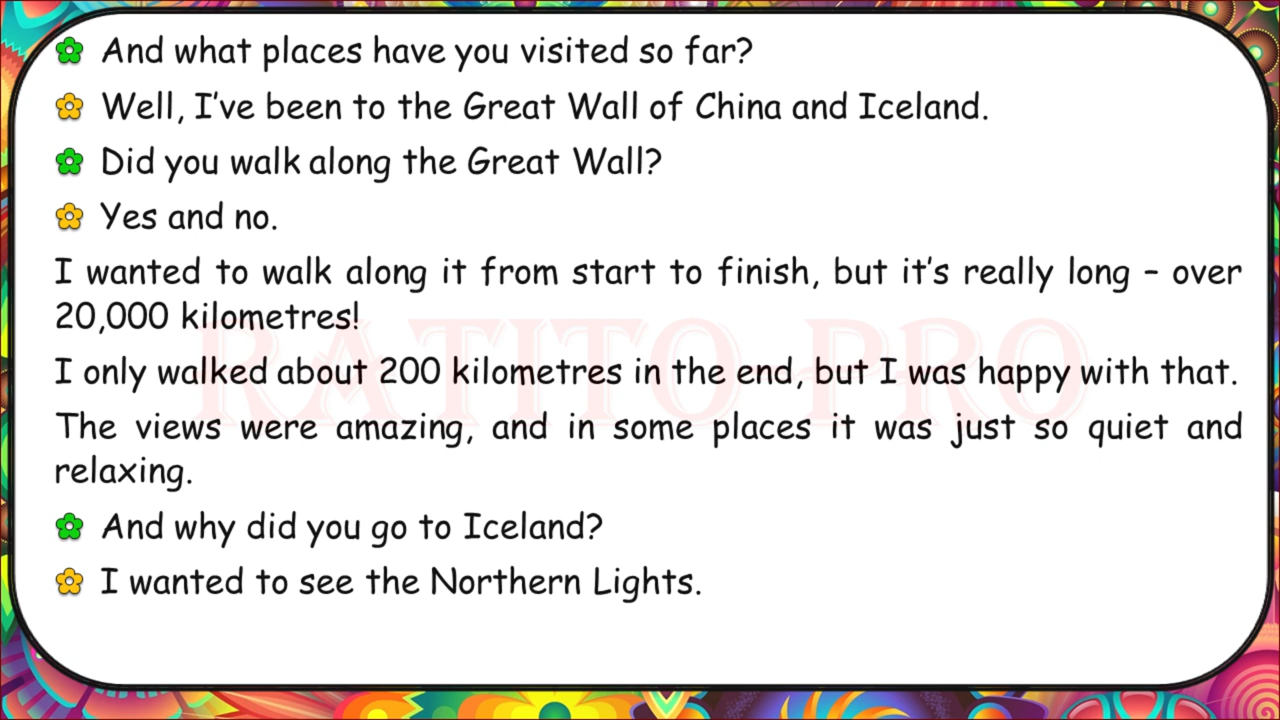 And what places have you visited so far?
Well, I've been to the Great Wall of China and Iceland.
Did you walk along the Great Wall?
Yes and no.
I wanted to walk along it from start to finish, but it's really long – over
20,000 kilometres!
I only walked about 200 kilometres in the end, but I was happy with that.
The views were amazing, and in some places it was just so quiet and
relaxing.
And why did you go to Iceland?
I wanted to see the Northern Lights.
RATITO PRO